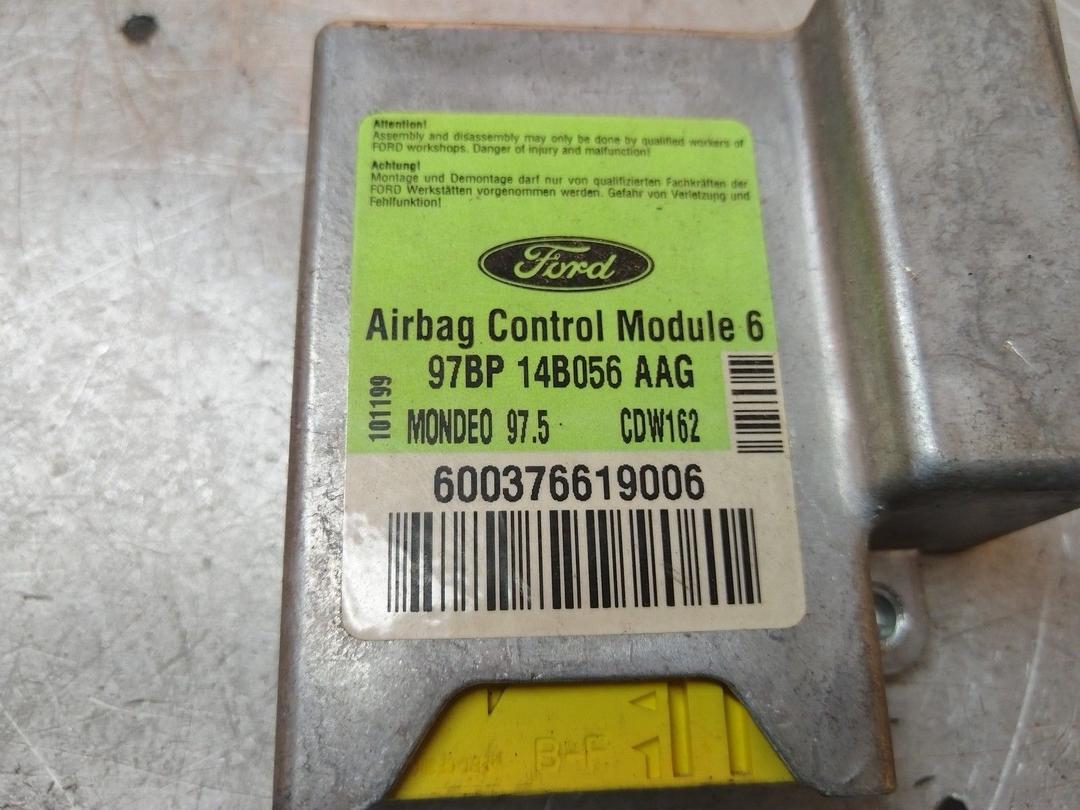 Attention!
Assembly and disassembly may only be done by qualified workers of
FORD workshops. Danger of injury and malfunction!
Achtung!
Montage und Demontage darf nur von qualifizierten Fachkräften der
FORD Werkstätten vorgenommen werden. Gefahr von Verletzung und
Fehlfunktion!
Ford
Airbag Control Module 6
97BP 14B056 AAG
101199
MONDEO 97.5 CDW162
600376619006
1